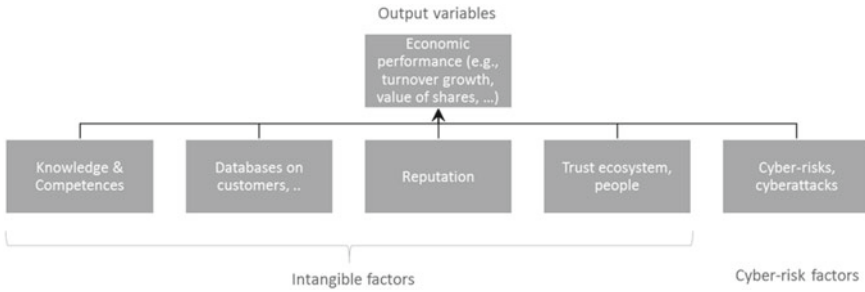 Output variables
Economic
performance (e.g.,
turnover growth,
value of shares, ...)
Knowledge &
Competences
Databases on
customers, ..
Reputation
Trust ecosystem,
people
Cyber-risks,
cyberattacks
Intangible factors
Cyber-risk factors